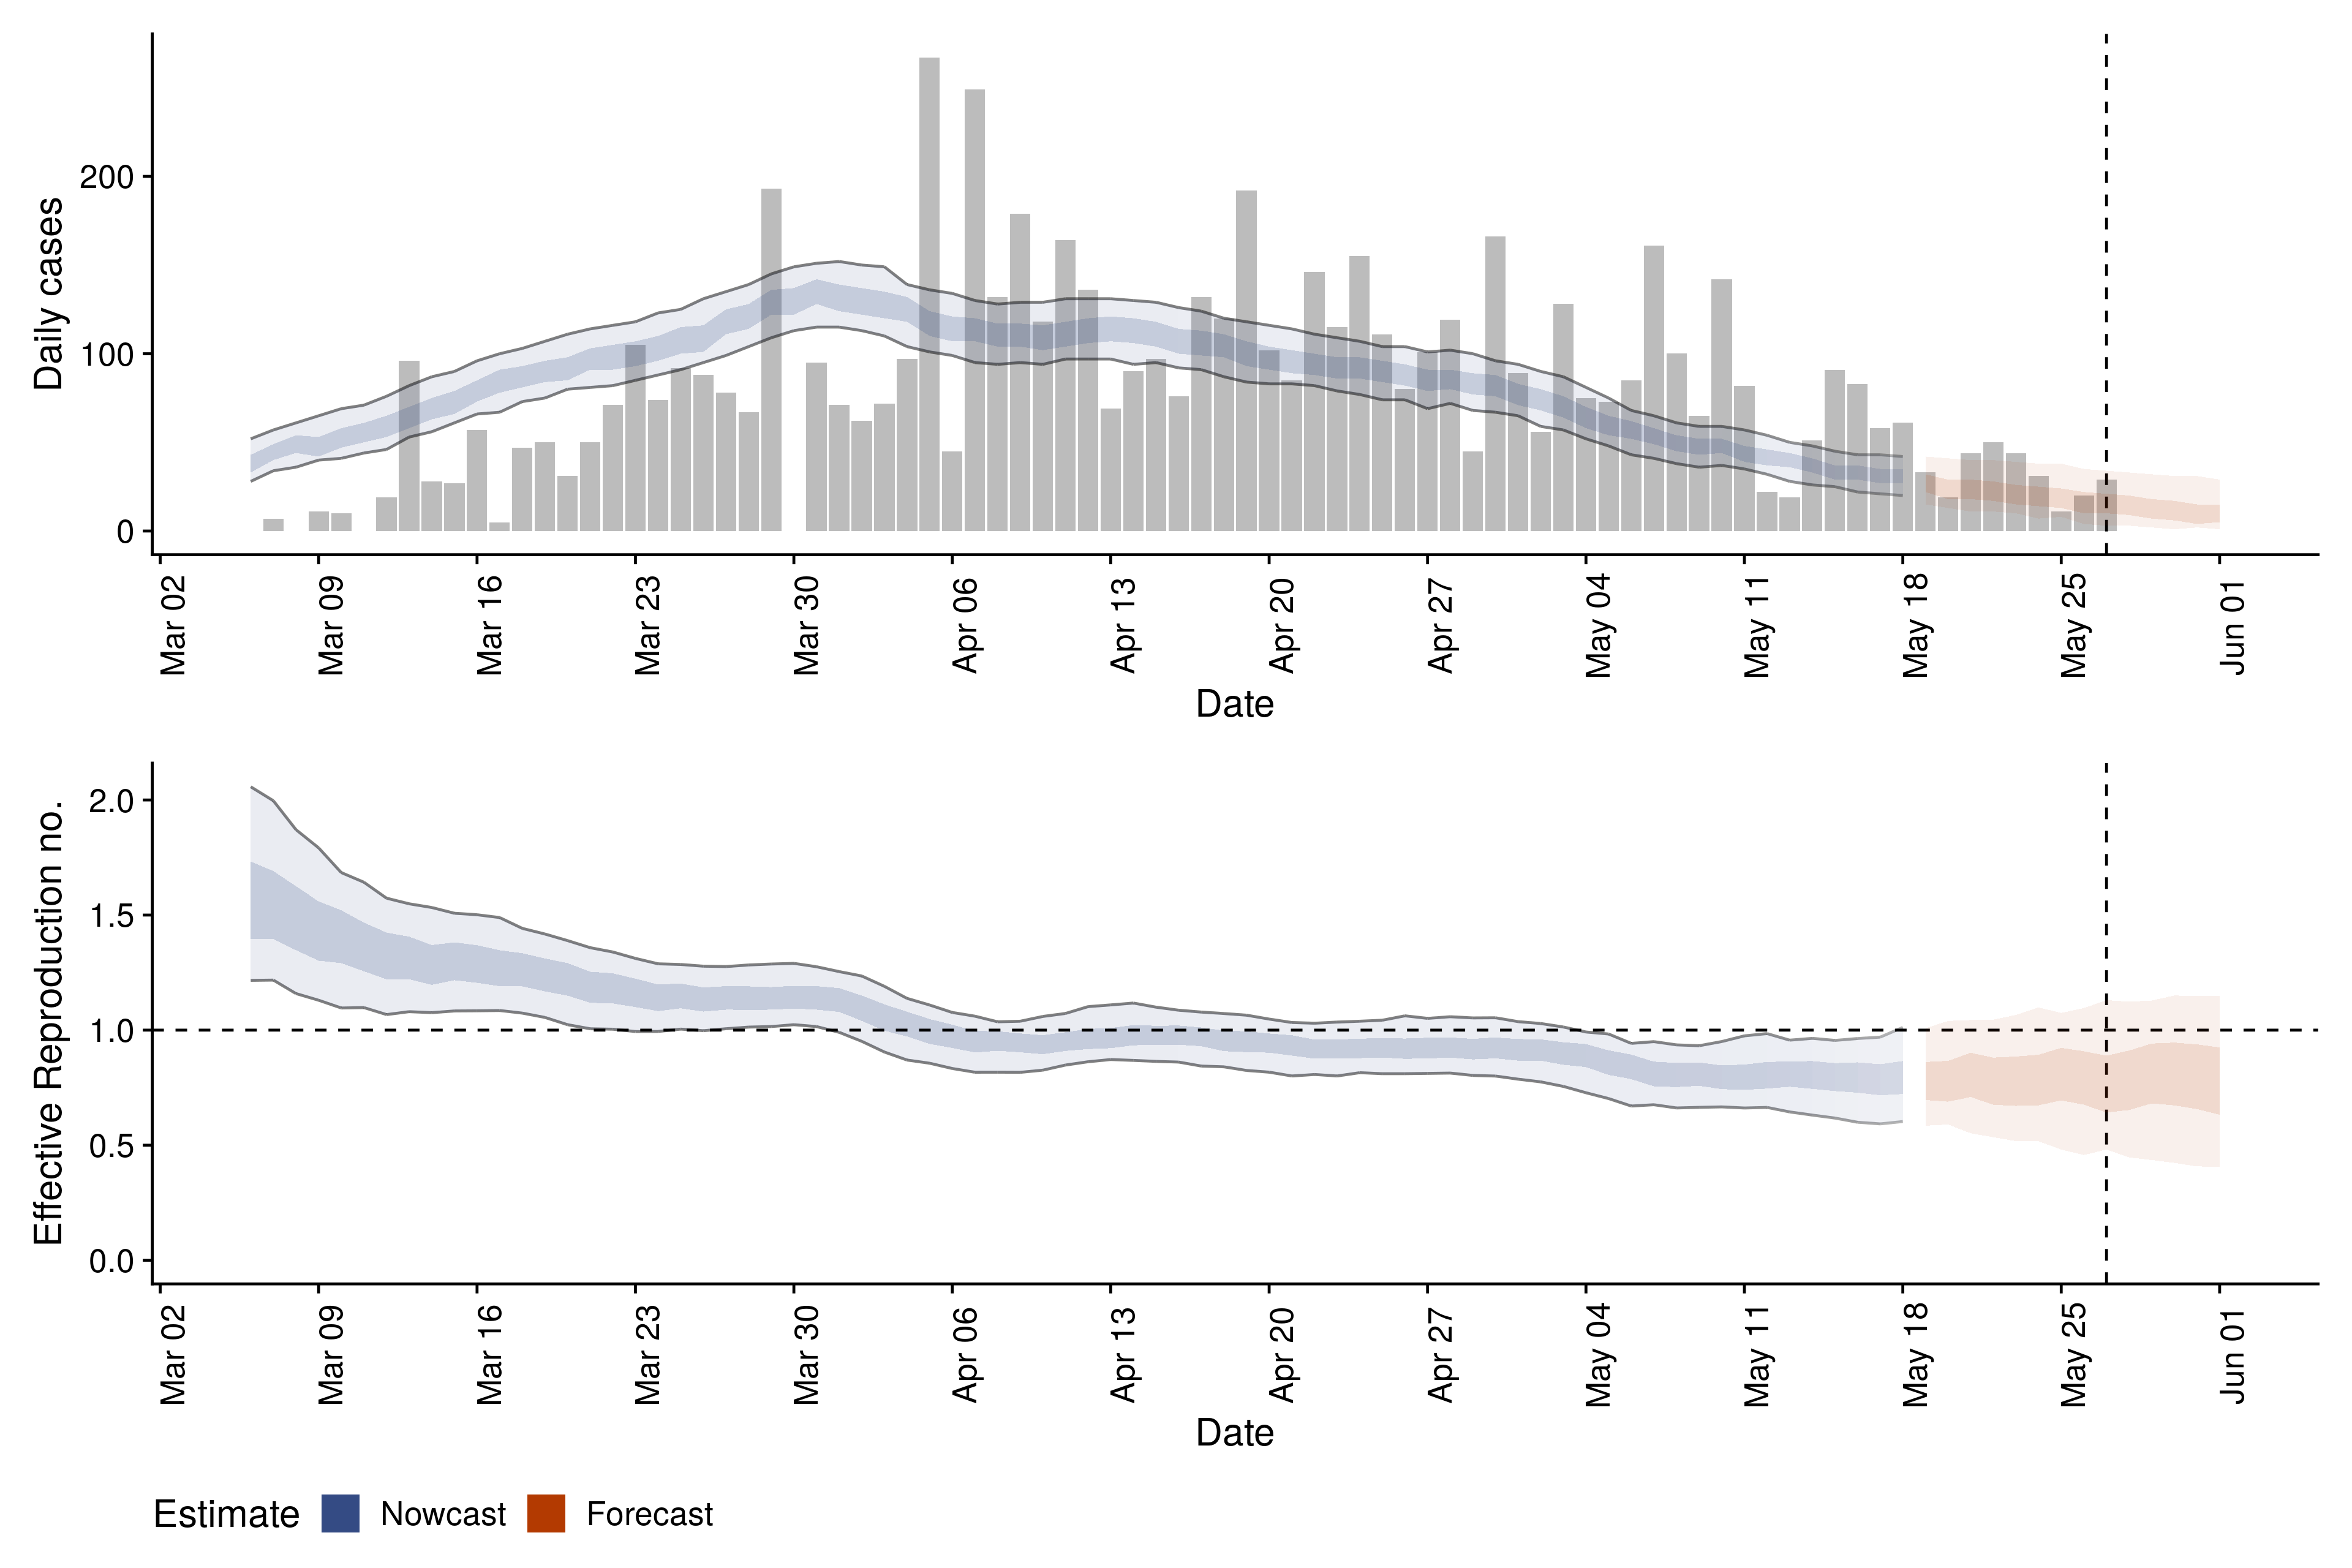 Daily cases
200
100
0
Mar 02
Mar 09
Mar 16
Mar 23
Mar 30
Apr 06
Apr 13
Apr 20
Apr 27
May 04
May 11
May 18
May 25
Jun 01
Date
Effective Reproduction no.
2.0
1.5
1.0
0.5
0.0
Mar 02
Mar 09
Mar 16
Mar 23
Mar 30
Apr 06
Apr 13
Apr 20
Apr 27
May 04
May 11
May 18
May 25
Jun 01
Date
Estimate Nowcast Forecast